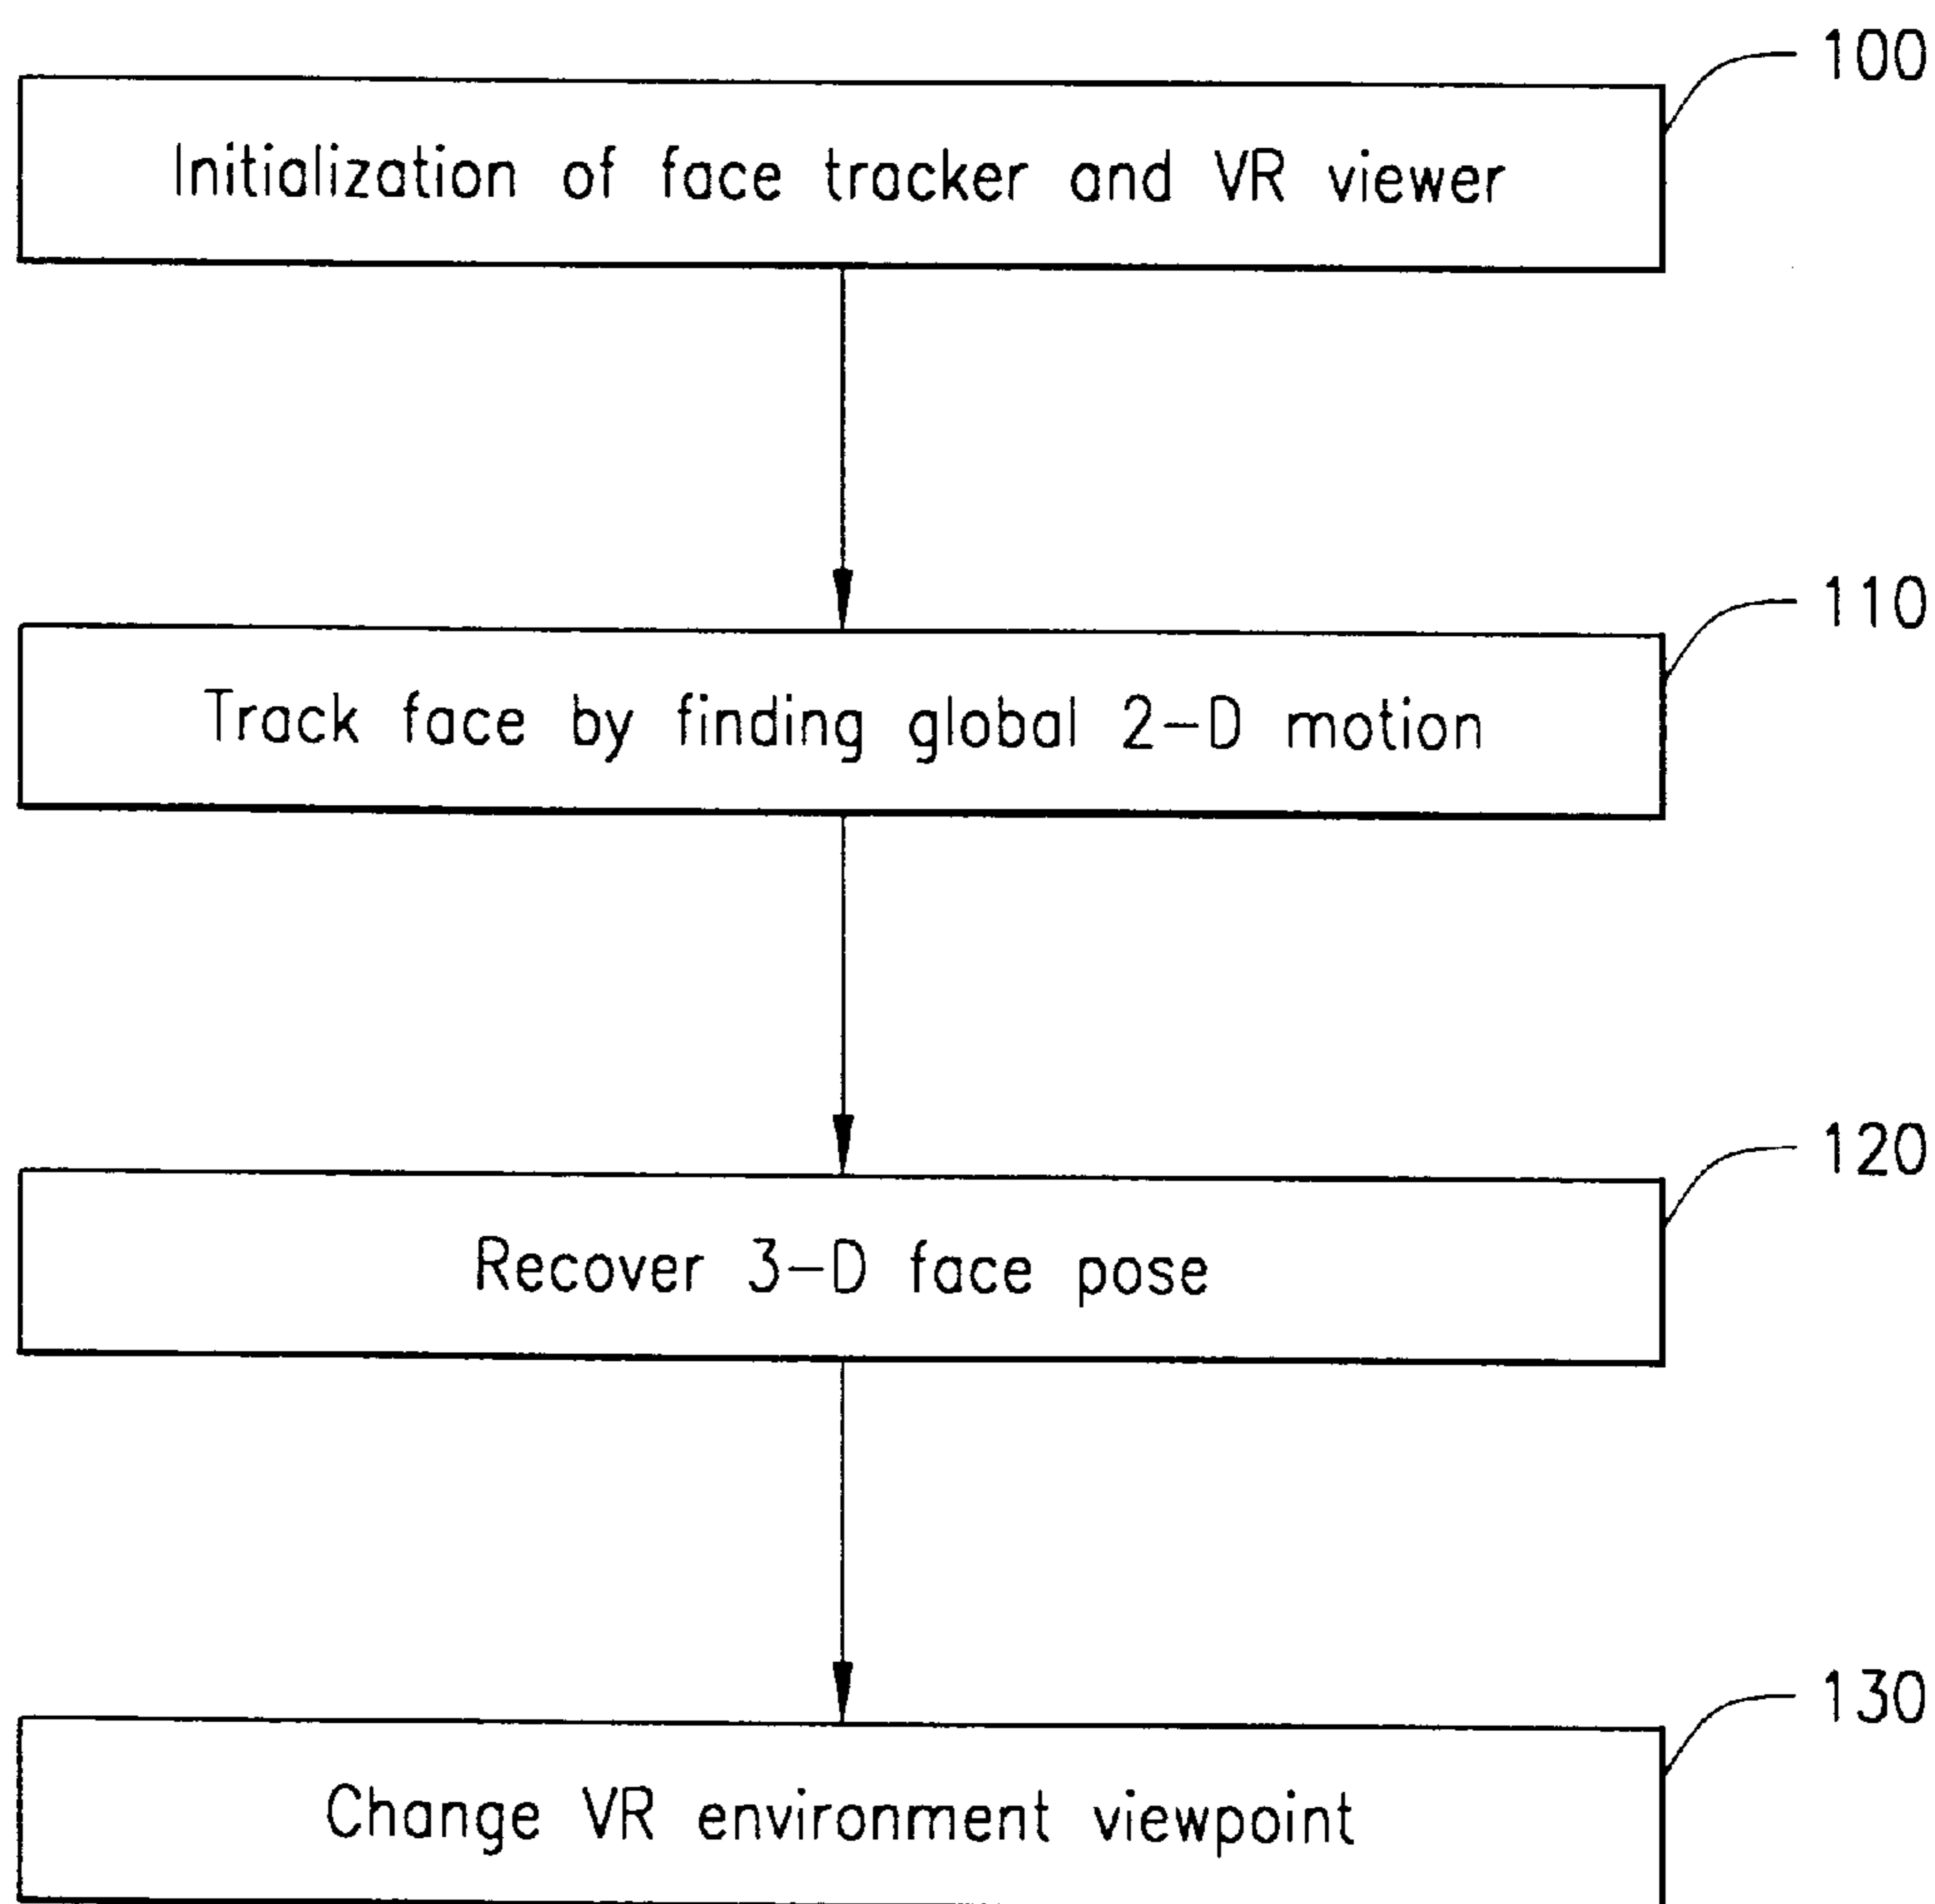 100
Initialization of face tracker and VR viewer
110
Track face by finding global 2-D motion
120
Recover 3-D face pose
130
Change VR environment viewpoint